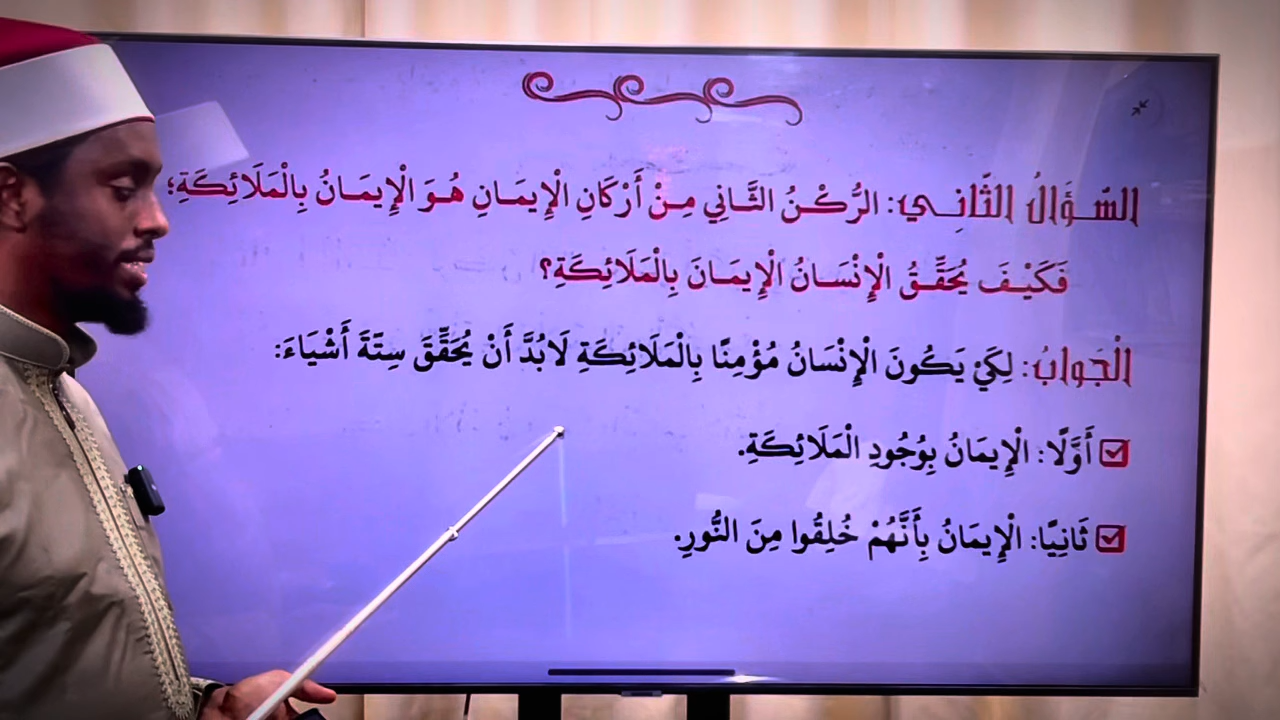 السُّؤَالُ الثَّانِي: الرُّكْنُ الثَّانِي مِنْ أَرْكَانِ الْإِيمَانِ هُوَ الْإِيمَانُ بِالْمَلَائِكَةِ؛
فَكَيْفَ يُحَقِّقُ الْإِنْسَانُ الْإِيمَانَ بِالْمَلَائِكَةِ؟
الْجَوَابُ: لِكَيْ يَكُونَ الْإِنْسَانُ مُؤْمِنًا بِالْمَلَائِكَةِ لَابُدَّ أَنْ يُحَقِّقَ سِتَّةَ أَشْيَاءَ:
أَوَّلًا: الْإِيمَانُ بِوُجُودِ الْمَلَائِكَةِ.
ثَانِيًا: الْإِيمَانُ بِأَنَّهُمْ خُلِقُوا مِنَ النُّورِ.